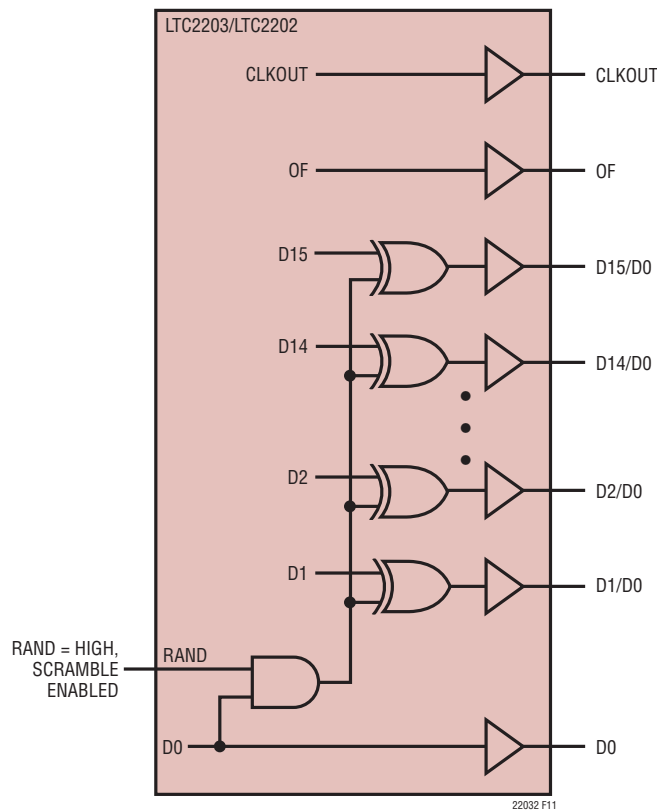 LTC2203/LTC2202
CLKOUT
CLKOUT
OF
OF
D15
D15/D0
D14
D14/D0
D2
D2/D0
D1
D1/D0
RAND = HIGH,
SCRAMBLE
ENABLED
RAND
D0
D0
22032 F11